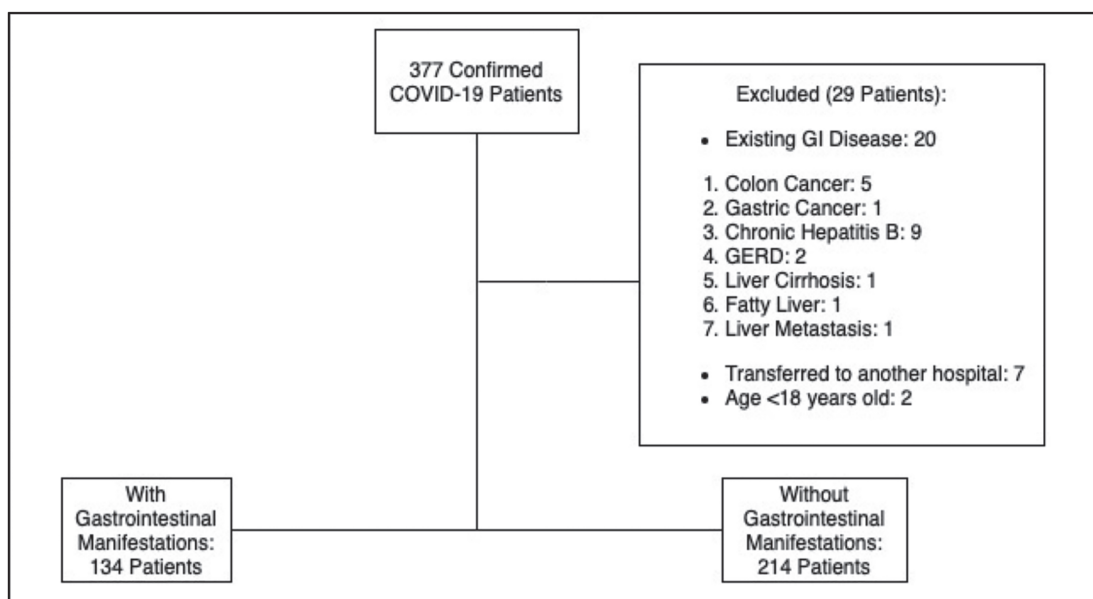 377 Confirmed
COVID-19 Patients
Excluded (29 Patients):
• Existing GI Disease: 20
1. Colon Cancer: 5
2. Gastric Cancer: 1
3. Chronic Hepatitis B: 9
4. GERD: 2
5. Liver Cirrhosis: 1
6. Fatty Liver: 1
7. Liver Metastasis: 1
• Transferred to another hospital: 7
• Age <18 years old: 2
With
Gastrointestinal
Manifestations:
134 Patients
Without
Gastrointestinal
Manifestations:
214 Patients